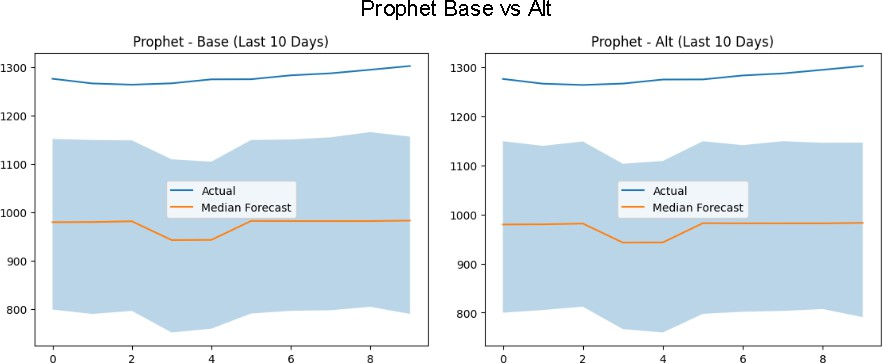 Prophet Base vs Alt
Prophet - Base (Last 10 Days)
1300
1200
1100
1000
900
800
0 2 4 6 8
Actual
Median Forecast
Prophet - Alt (Last 10 Days)
1300
1200
1100
1000
900
800
0 2 4 6 8
Actual
Median Forecast